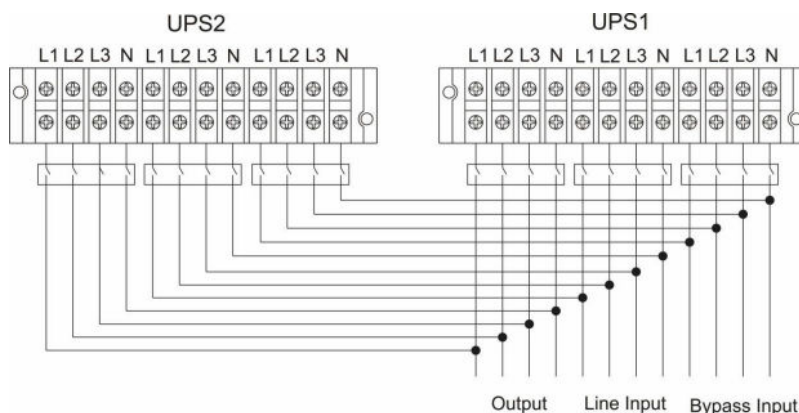 UPS2 UPS1
L1 L2 L3 N L1 L2 L3 N L1 L2 L3 N L1 L2 L3 N L1 L2 L3 N L1 L2 L3 N
Output Line Input Bypass Input